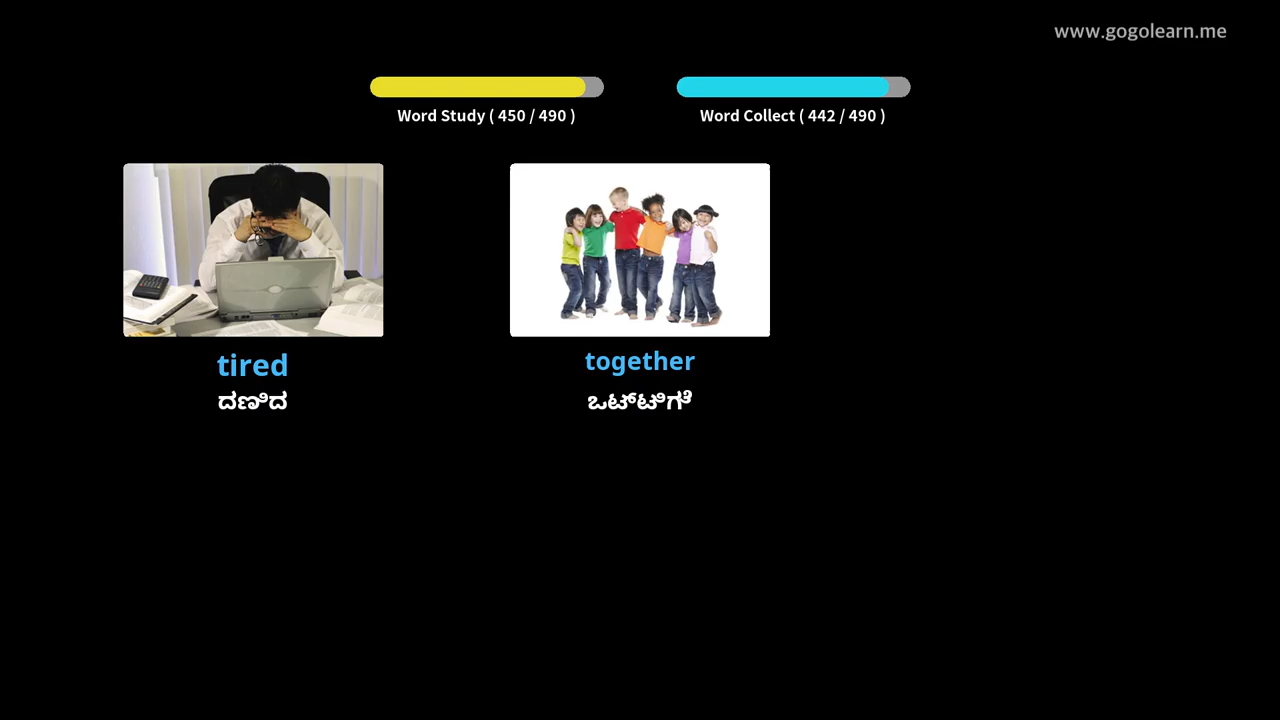 www.gogolearn.me
Word Study ( 450 / 490 )
Word Collect ( 442 / 490 )
tired
ದಣಿದ
together
ಒಟ್ಟಿಗೆ